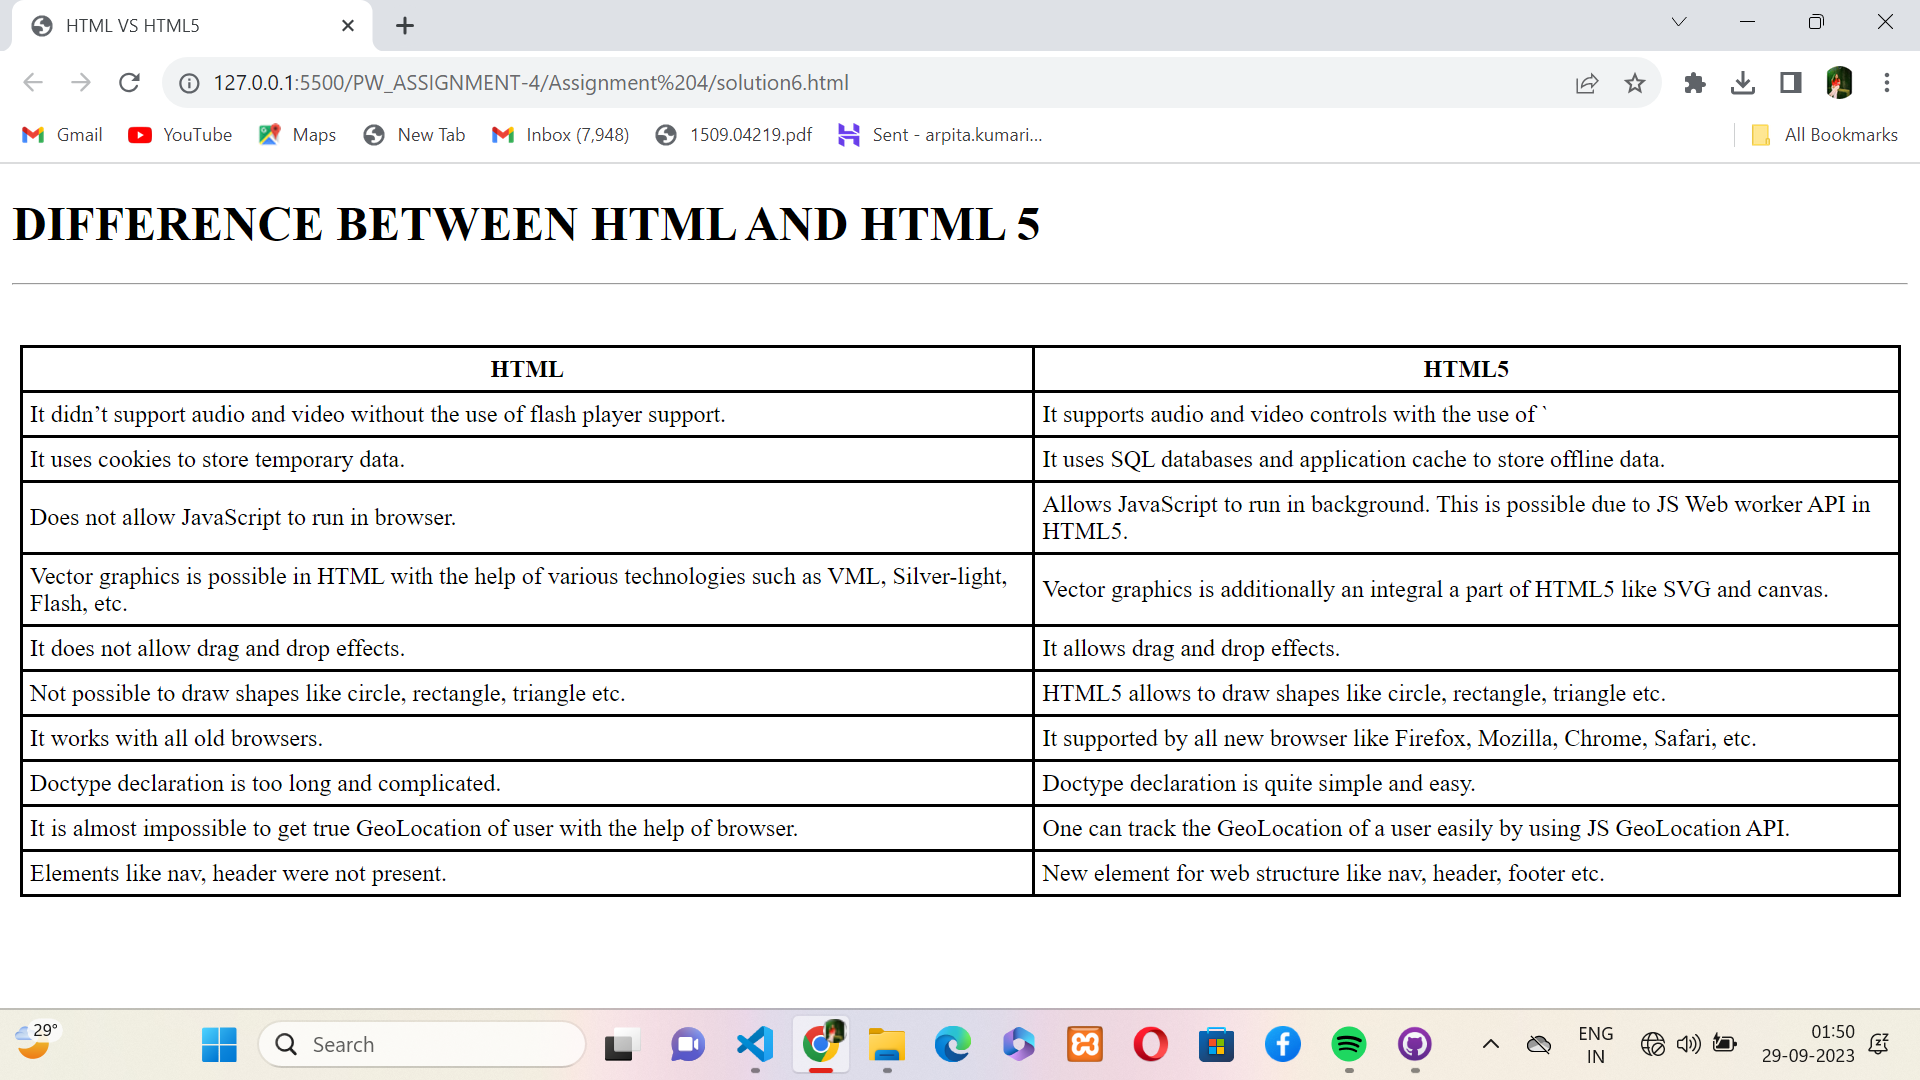 HTML VS HTML5
127.0.0.1:5500/PW_ASSIGNMENT-4/Assignment%204/solution6.html
Gmail YouTube Maps New Tab Inbox (7,948) 1509.04219.pdf Sent - arpita.kumari... All Bookmarks
DIFFERENCE BETWEEN HTML AND HTML 5
HTML HTML5
It didn’t support audio and video without the use of flash player support. It supports audio and video controls with the use of `
It uses cookies to store temporary data. It uses SQL databases and application cache to store offline data.
Does not allow JavaScript to run in browser. Allows JavaScript to run in background. This is possible due to JS Web worker API in
HTML5.
Vector graphics is possible in HTML with the help of various technologies such as VML, Silver-light,
Flash, etc.
Vector graphics is additionally an integral a part of HTML5 like SVG and canvas.
It does not allow drag and drop effects. It allows drag and drop effects.
Not possible to draw shapes like circle, rectangle, triangle etc. HTML5 allows to draw shapes like circle, rectangle, triangle etc.
It works with all old browsers. It supported by all new browser like Firefox, Mozilla, Chrome, Safari, etc.
Doctype declaration is too long and complicated. Doctype declaration is quite simple and easy.
It is almost impossible to get true GeoLocation of user with the help of browser. One can track the GeoLocation of a user easily by using JS GeoLocation API.
Elements like nav, header were not present. New element for web structure like nav, header, footer etc.
29°
Search
ENG
IN
01:50
29-09-2023